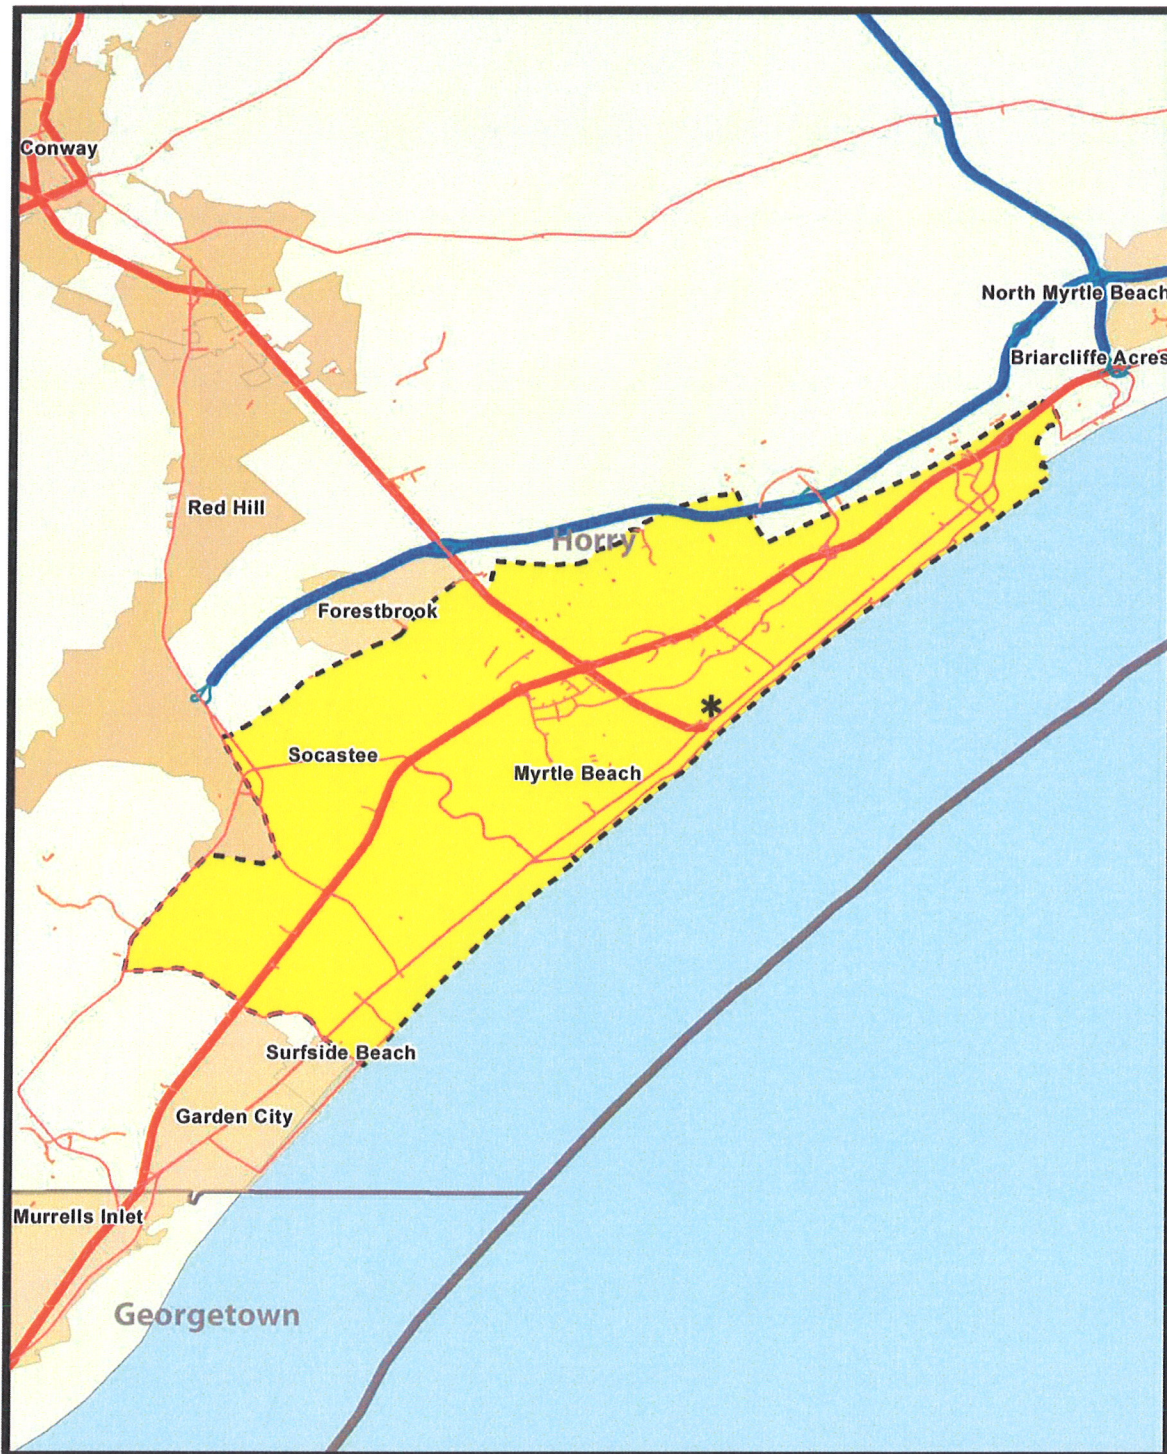 Conway
North Myrtle Beach
Briarcliffe Acres
Red Hill
Horry
Forestbrook
*
Socastee
Myrtle Beach
Surfside Beach
Garden City
Murrells Inlet
Georgetown